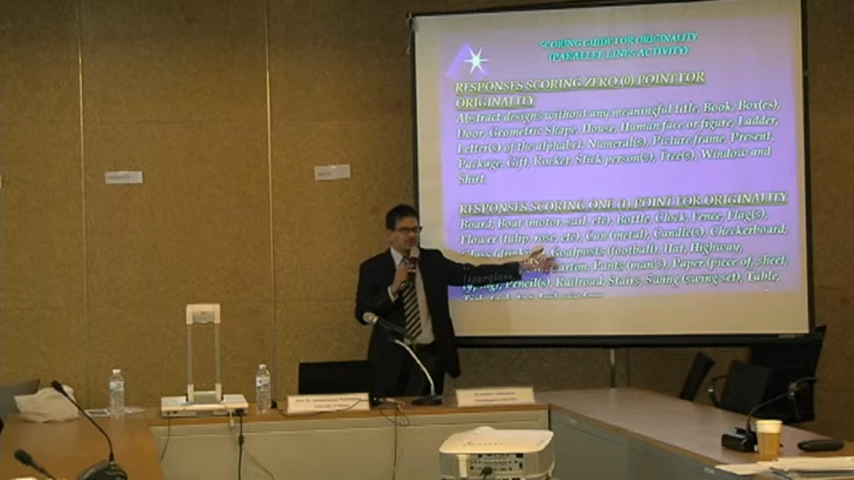 SCORING GUIDE FOR ORIGINALITY
(PARALLEL LINES ACTIVITY)
RESPONSES SCORING ZERO (0) POINT FOR
ORIGINALITY
Abstract designs without any meaningful title, Book, Box(es),
Door, Geometric Shape, House, Human face or figure, Ladder,
Letter(s) of the alphabet, Numeral(s), Picture frame, Present,
Package, Gift, Rocket, Stick person(s), Tree(s), Window and
Shirt.
RESPONSES SCORING ONE (1) POINT FOR ORIGINALITY
Board, Boat (motor, sail, etc), Bottle, Clock, Fence, Flag(s),
Flower (tulip, rose, etc), Can (metal), Candle(s), Checkerboard,
Glass Goalposts (football), Hat, Highway,
Hourglass, Pants (man's), Paper (piece of, sheet,
Pencil(s), Railroad, Stairs, Swing (swing set), Table,